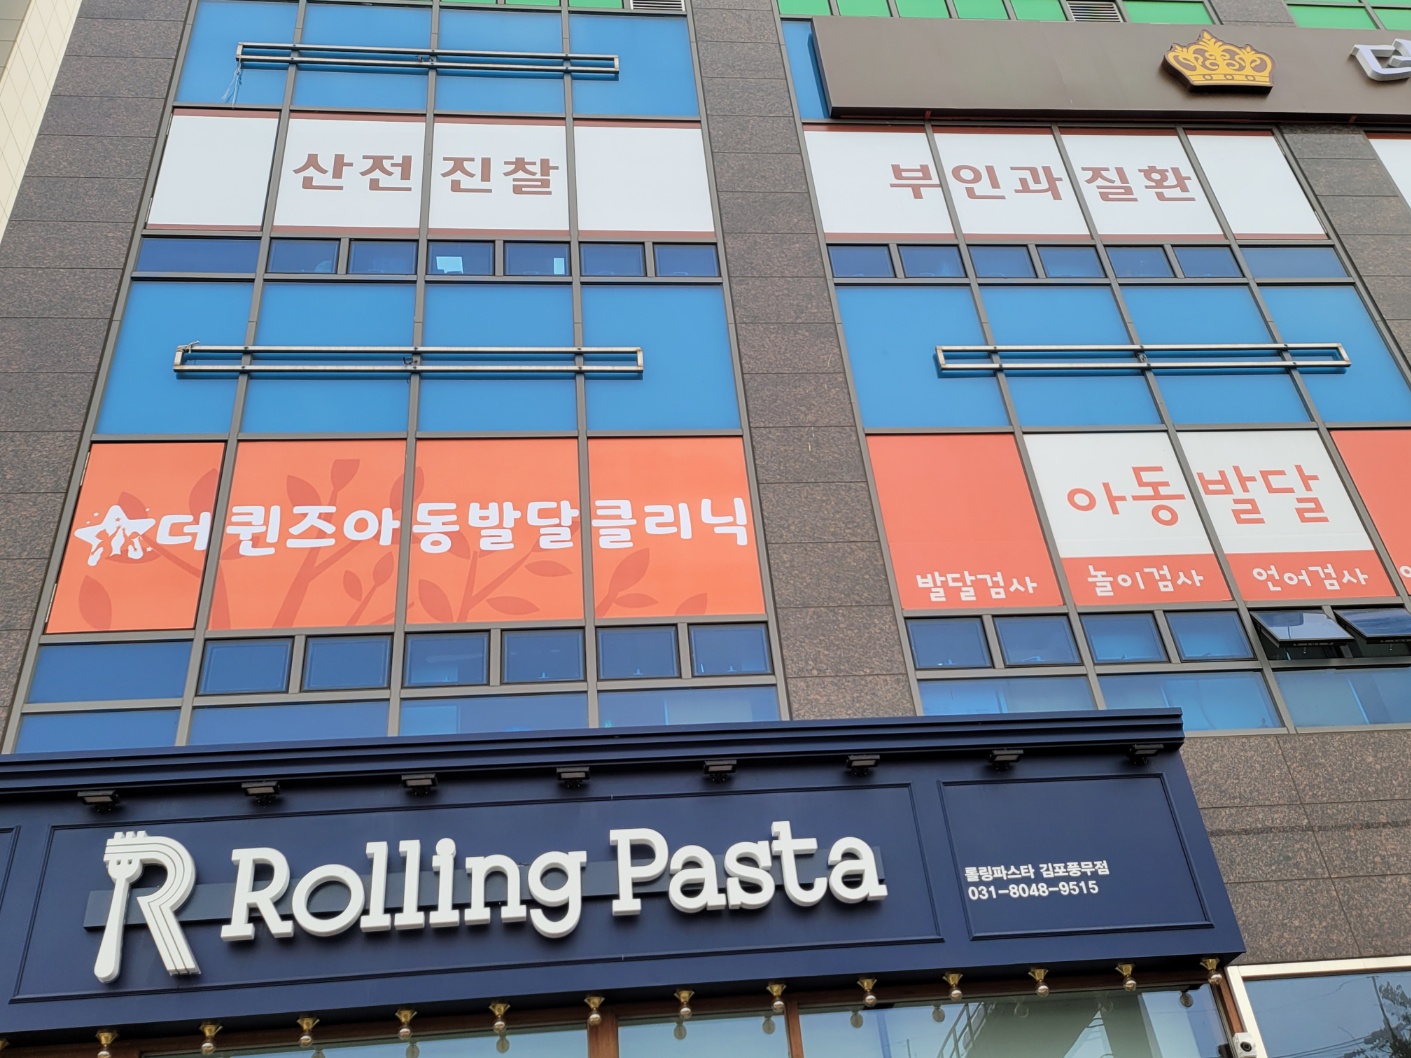 산전 진찰
부인과 질환
더퀸즈아동발달클리닉
아동발달
발달검사 놀이검사 언어검사
Rolling Pasta
롤링파스타 김포풍무점
031-8048-9515